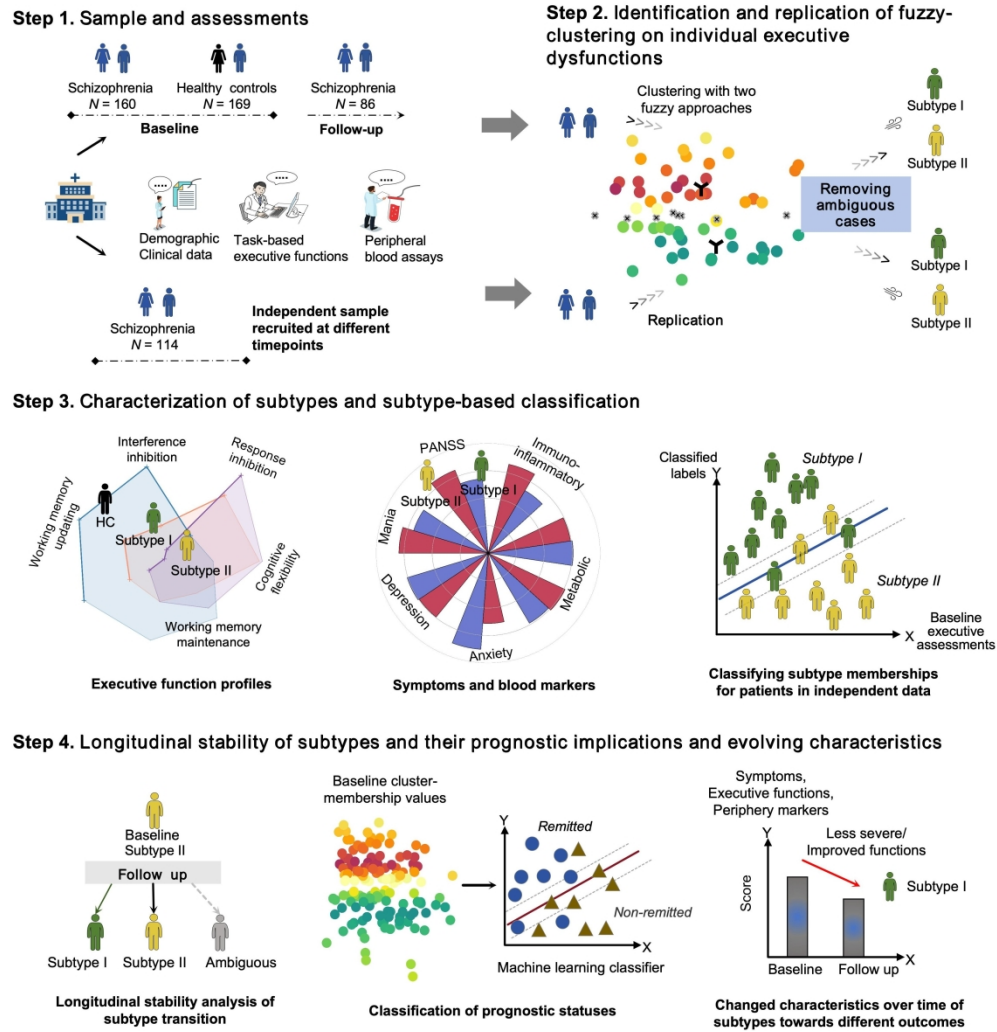 Step 1. Sample and assessments
Schizophrenia
N = 160
Healthy controls
N = 169
Schizophrenia
N = 86
Baseline
Follow-up
Demographic
Clinical data
Task-based
executive functions
Peripheral
blood assays
Schizophrenia
N = 114
Independent sample
recruited at different
timepoints
Step 2. Identification and replication of fuzzy-
clustering on individual executive
dysfunctions
Clustering with two
fuzzy approaches
Removing
ambiguous
cases
Subtype I
Subtype II
Subtype I
Subtype II
Replication
Step 3. Characterization of subtypes and subtype-based classification
Interference
inhibition
Response
inhibition
Working memory
updating
HC
Subtype I
Subtype II
Cognitive
flexibility
Working memory
maintenance
Executive function profiles
PANSS
Immuno-
inflammatory
Subtype II
Subtype I
Mania
Metabolic
Depression
Anxiety
Symptoms and blood markers
Classified
labels
Y
Subtype I
Subtype II
X
Baseline
executive
assessments
Classifying subtype memberships
for patients in independent data
Step 4. Longitudinal stability of subtypes and their prognostic implications and evolving characteristics
Baseline
Subtype II
Follow up
Subtype I
Subtype II
Ambiguous
Longitudinal stability analysis of
subtype transition
Baseline cluster-
membership values
Y
Remitted
Non-remitted
X
Machine learning classifier
Classification of prognostic statuses
Symptoms,
Executive functions,
Periphery markers
Y
Less severe/
Improved functions
Score
Subtype I
X
Baseline
Follow up
Changed characteristics over time of
subtypes towards different outcomes